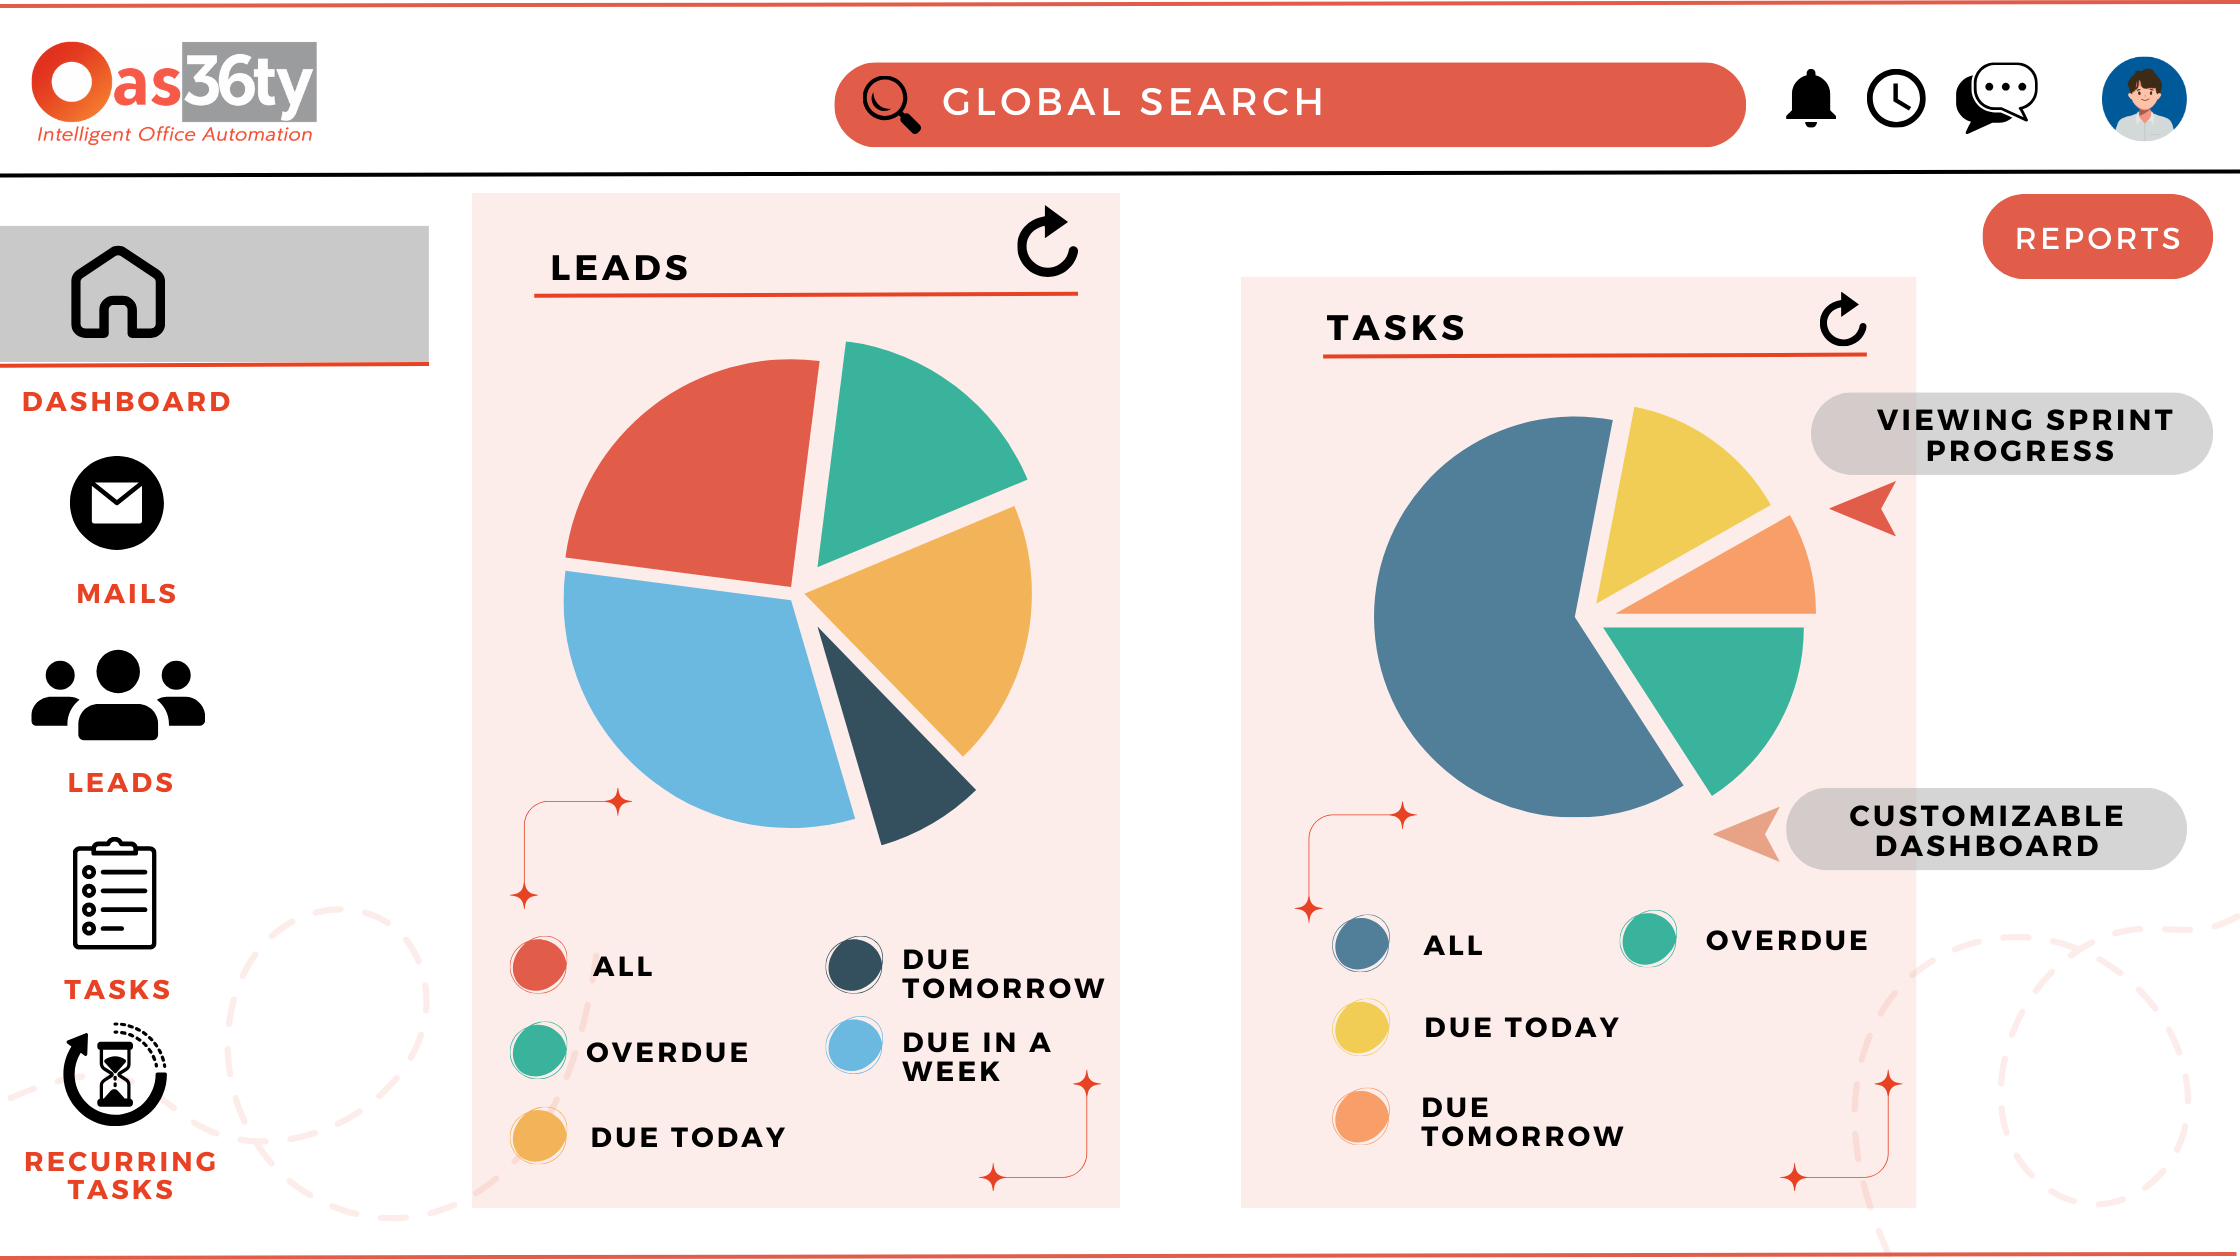 Oas36ty
Intelligent Office Automation
GLOBAL SEARCH
REPORTS
DASHBOARD
MAILS
LEADS
TASKS
RECURRING
TASKS
LEADS
ALL
OVERDUE
DUE TODAY
DUE
TOMORROW
DUE IN A
WEEK
TASKS
VIEWING SPRINT
PROGRESS
CUSTOMIZABLE
DASHBOARD
ALL
DUE TODAY
DUE
TOMORROW
OVERDUE